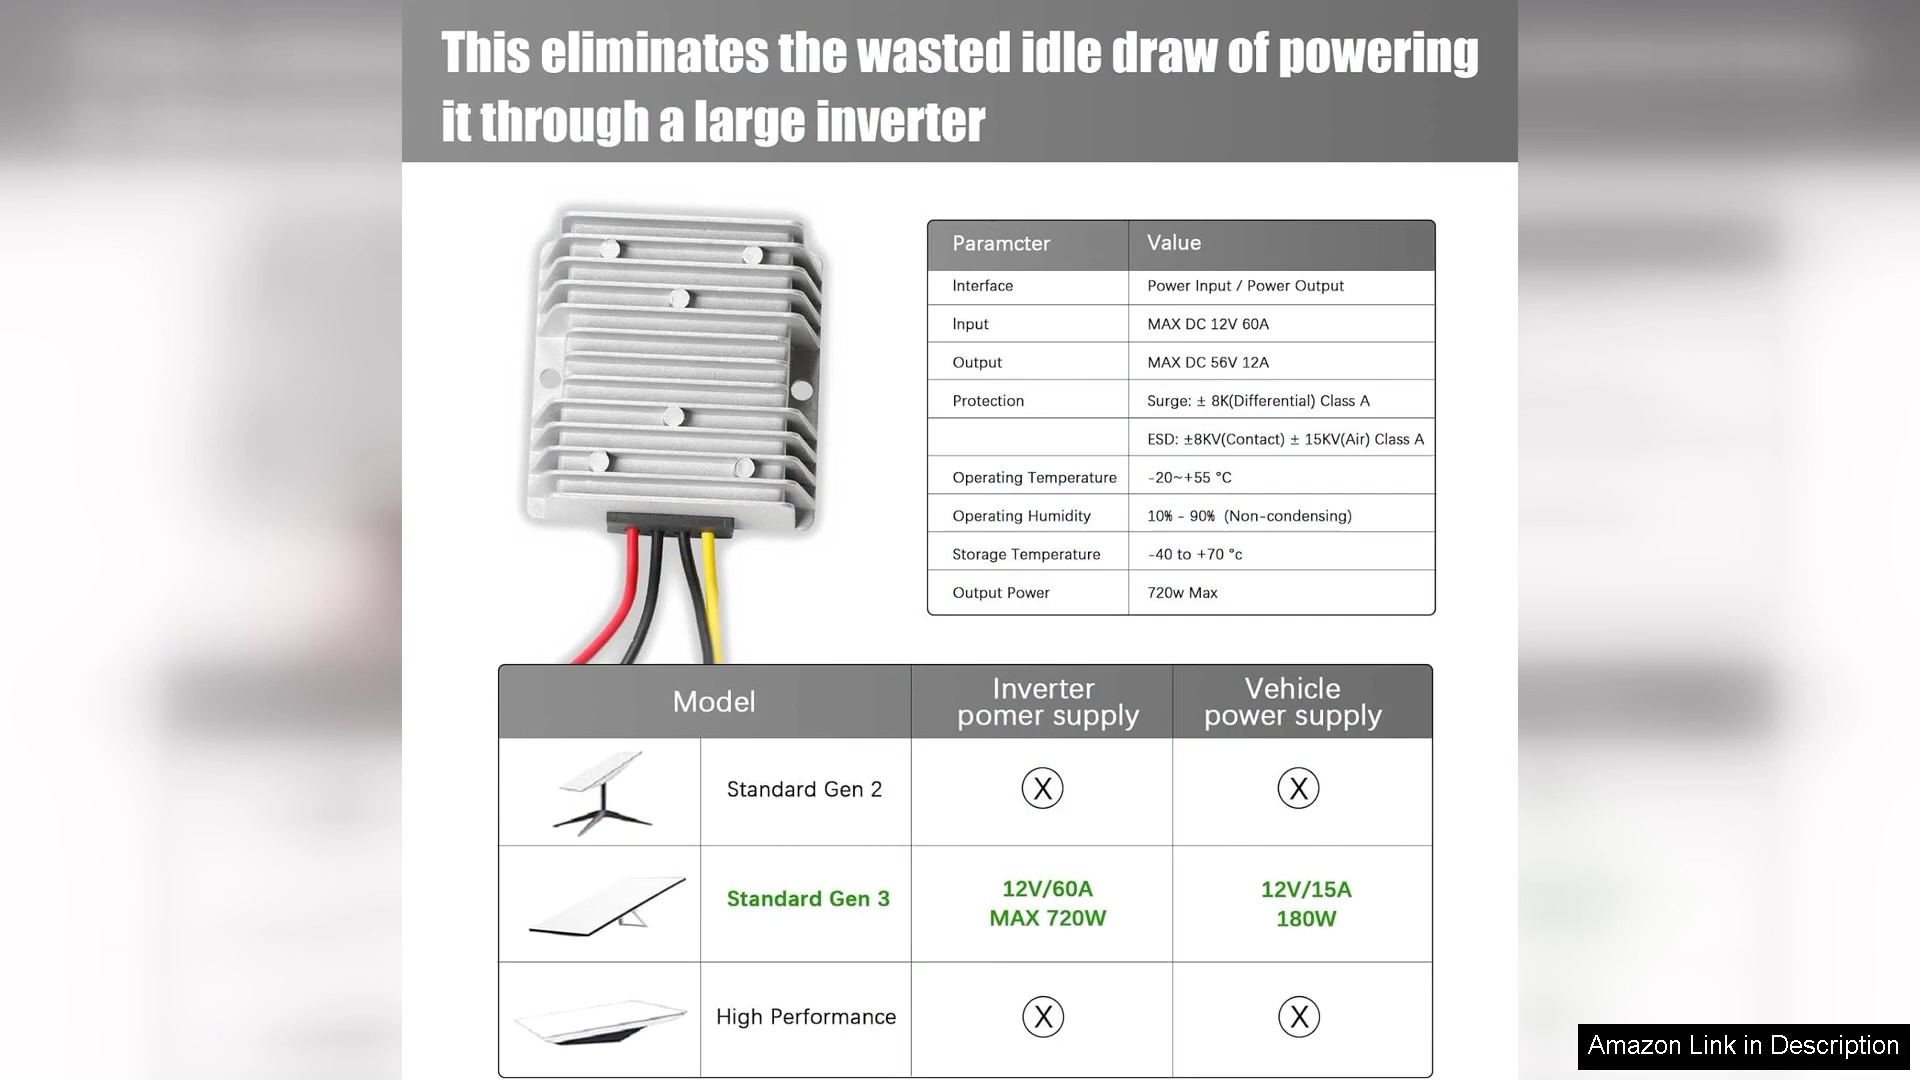 This eliminates the wasted idle draw of powering
it through a large inverter
Paramcter Value
Interface Power Input / Power Output
Input MAX DC 12V 60A
Output MAX DC 56V 12A
Protection Surge: ± 8K(Differential) Class A
ESD: ±8KV(Contact) ± 15KV(Air) Class A
Operating Temperature -20~+55 °C
Operating Humidity 10% - 90% (Non-condensing)
Storage Temperature -40 to +70 °c
Output Power 720w Max
Model Inverter pomer supply Vehicle power supply
Standard Gen 2 X X
Standard Gen 3 12V/60A MAX 720W 12V/15A 180W
High Performance X X
Amazon Link in Description